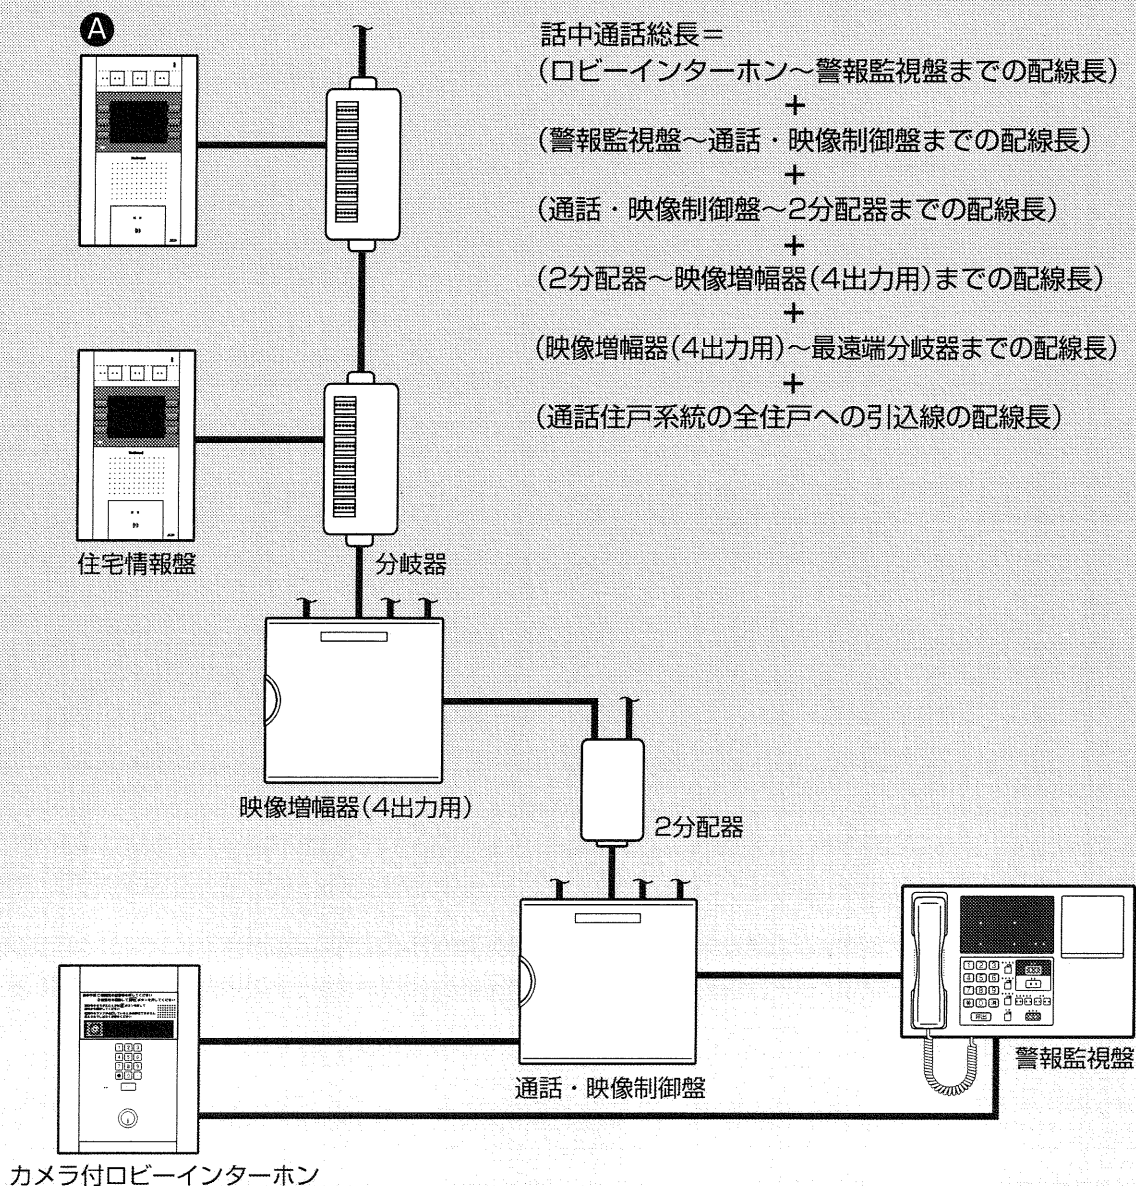 A
話中通話総長=
(ロビーインターホン~警報監視盤までの配線長)
+
(警報監視盤~通話・映像制御盤までの配線長)
+
(通話・映像制御盤~2分配器までの配線長)
+
(2分配器~映像増幅器(4出力用)までの配線長)
+
(映像増幅器(4出力用)~最遠端分岐器までの配線長)
+
(通話住戸系統の全住戸への引込線の配線長)
住宅情報盤
分岐器
映像増幅器(4出力用)
2分配器
警報監視盤
通話・映像制御盤
カメラ付ロビーインターホン